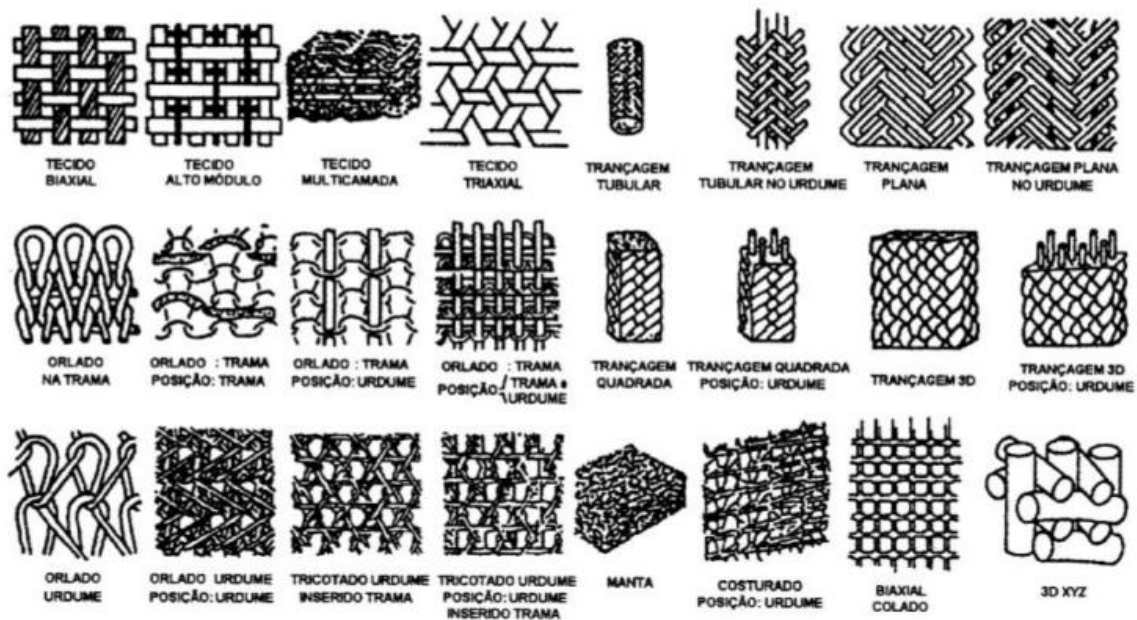 TECIDO
BIAXIAL
TECIDO
ALTO MÓDULO
TECIDO
MULTICAMADA
TECIDO
TRIAXIAL
TRANÇAGEM
TUBULAR
TRANÇAGEM
TUBULAR NO URDUME
TRANÇAGEM
PLANA
TRANÇAGEM PLANA
NO URDUME
ORLADO
NA TRAMA
ORLADO : TRAMA
POSIÇÃO: TRAMA
ORLADO : TRAMA
POSIÇÃO: URDUME
ORLADO : TRAMA
POSIÇÃO:/ TRAMA e
\URDUME
TRANÇAGEM
QUADRADA
TRANÇAGEM QUADRADA
POSIÇÃO: URDUME
TRANÇAGEM 3D
TRANÇAGEM 3D
POSIÇÃO: URDUME
ORLADO
URDUME
ORLADO URDUME
POSIÇÃO: URDUME
TRICOTADO URDUME
INSERIDO TRAMA
TRICOTADO URDUME
POSIÇÃO: URDUME
INSERIDO TRAMA
MANTA
COSTURADO
POSIÇÃO: URDUME
BIAXIAL
COLADO
3D XYZ